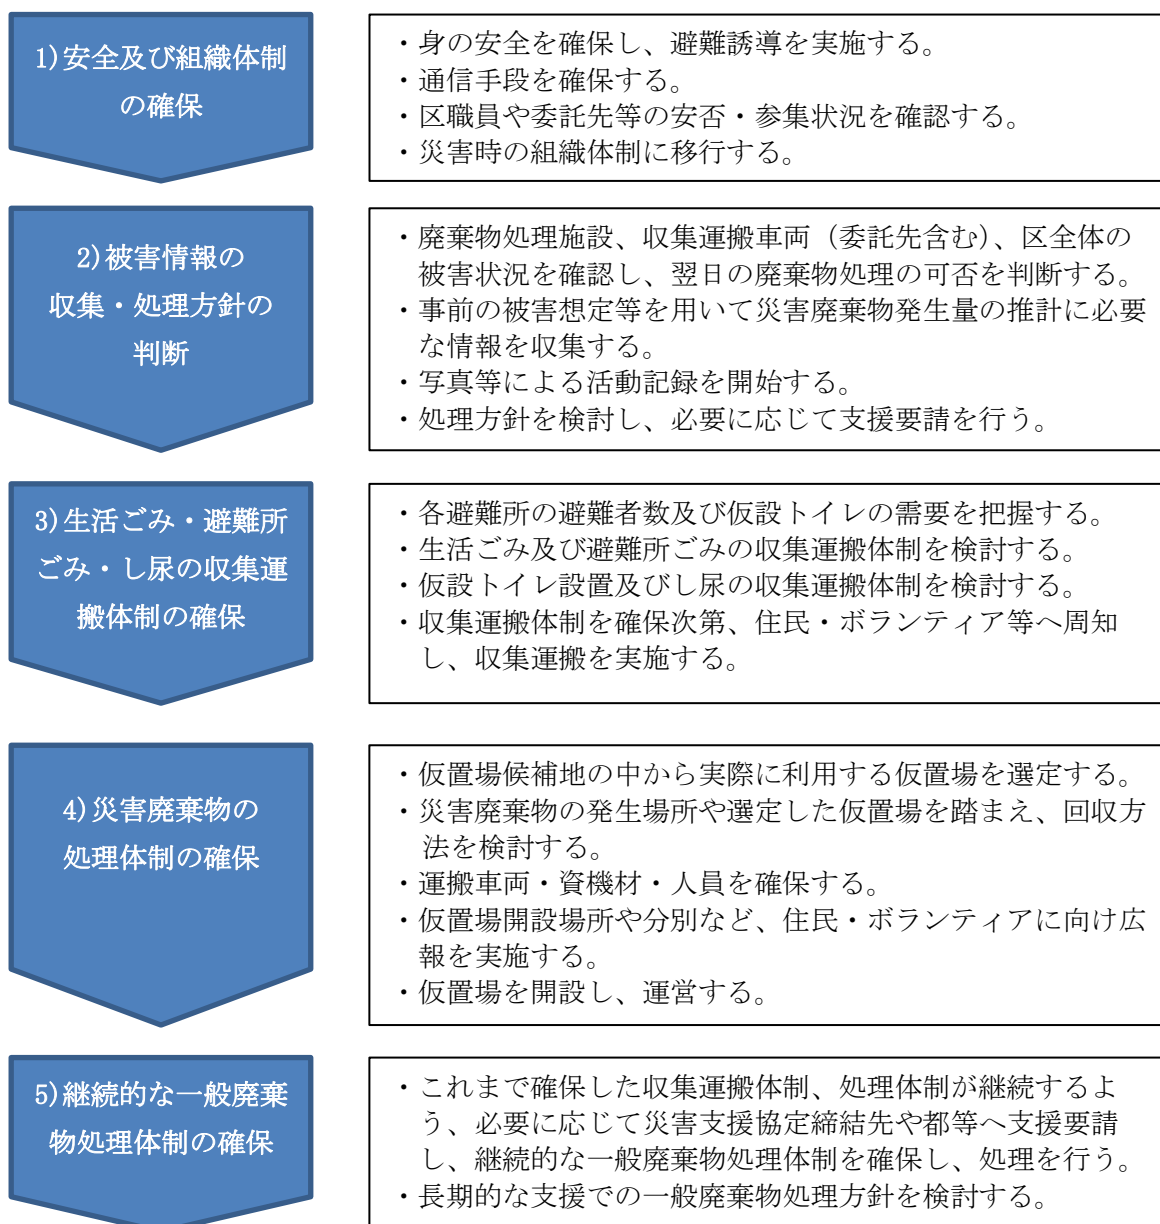 1)安全及び組織体制
の確保
・身の安全を確保し、避難誘導を実施する。
・通信手段を確保する。
・区職員や委託先等の安否・参集状況を確認する。
・災害時の組織体制に移行する。
2)被害情報の
収集・処理方針の
判断
・廃棄物処理施設、収集運搬車両（委託先含む）、区全体の
被害状況を確認し、翌日の廃棄物処理の可否を判断する。
・事前の被害想定等を用いて災害廃棄物発生量の推計に必要
な情報を収集する。
・写真等による活動記録を開始する。
・処理方針を検討し、必要に応じて支援要請を行う。
3)生活ごみ・避難所
ごみ・し尿の収集運
搬体制の確保
・各避難所の避難者数及び仮設トイレの需要を把握する。
・生活ごみ及び避難所ごみの収集運搬体制を検討する。
・仮設トイレ設置及びし尿の収集運搬体制を検討する。
・収集運搬体制を確保次第、住民・ボランティア等へ周知
し、収集運搬を実施する。
4)災害廃棄物の
処理体制の確保
・仮置場候補地の中から実際に利用する仮置場を選定する。
・災害廃棄物の発生場所や選定した仮置場を踏まえ、回収方
法を検討する。
・運搬車両・資機材・人員を確保する。
・仮置場開設場所や分別など、住民・ボランティアに向け広
報を実施する。
・仮置場を開設し、運営する。
5)継続的な一般廃棄
物処理体制の確保
・これまで確保した収集運搬体制、処理体制が継続するよ
う、必要に応じて災害支援協定締結先や都等へ支援要請
し、継続的な一般廃棄物処理体制を確保し、処理を行う。
・長期的な支援での一般廃棄物処理方針を検討する。